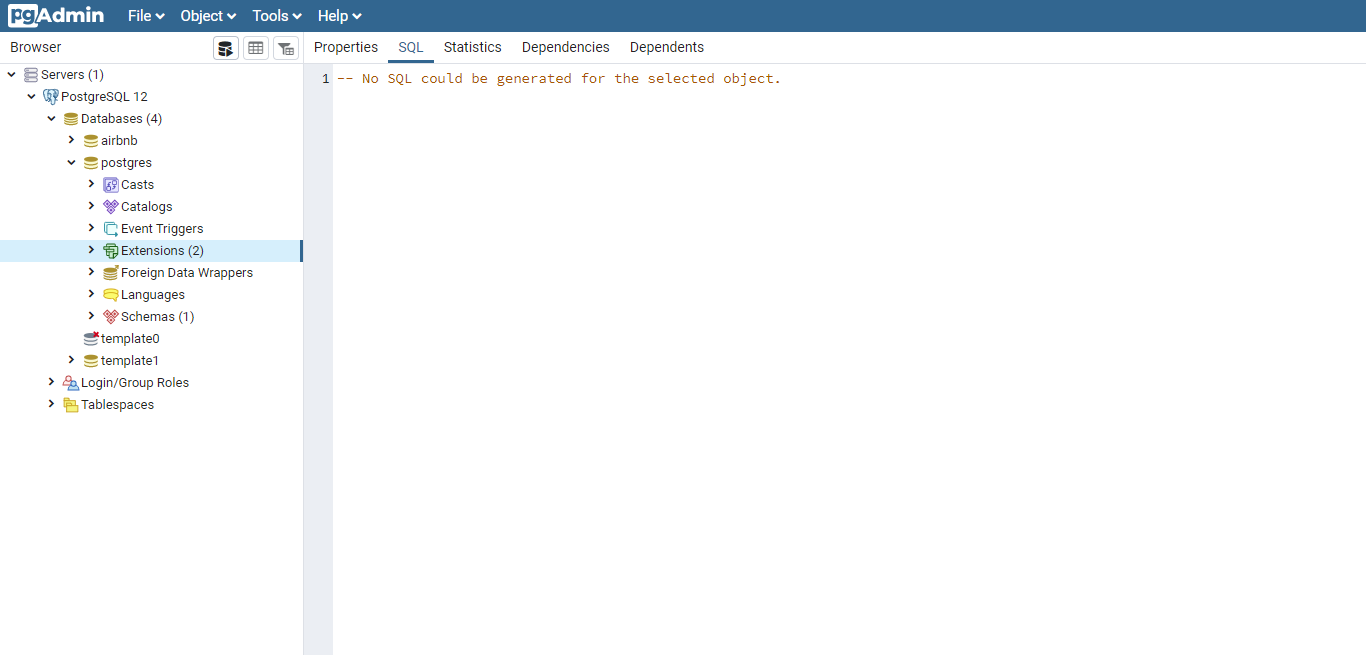 pgAdmin File Object Tools Help
Browser
Properties SQL Statistics Dependencies Dependents
Servers (1)
1 -- No SQL could be generated for the selected object.
PostgreSQL 12
Databases (4)
airbnb
postgres
Casts
Catalogs
Event Triggers
Extensions (2)
Foreign Data Wrappers
Languages
Schemas (1)
template0
template1
Login/Group Roles
Tablespaces